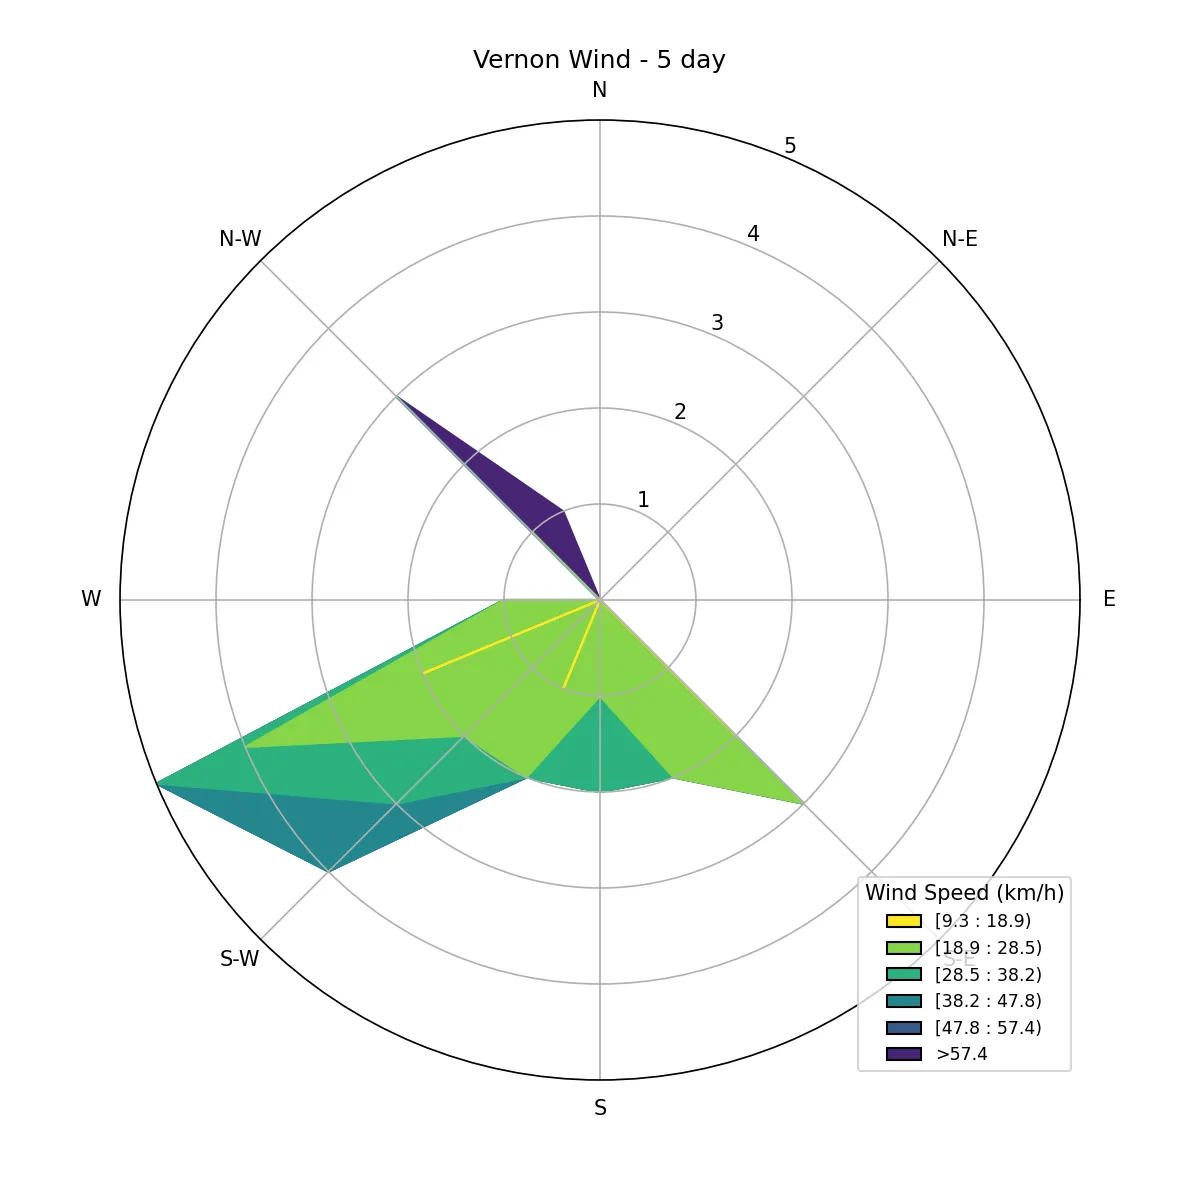 Vernon Wind - 5 day
N
5
N-W
4
N-E
3
2
1
W
E
Wind Speed (km/h)
[9.3 : 18.9)
[18.9 : 28.5)
S-W
S-E
[28.5 : 38.2)
[38.2 : 47.8)
[47.8 : 57.4)
>57.4
S